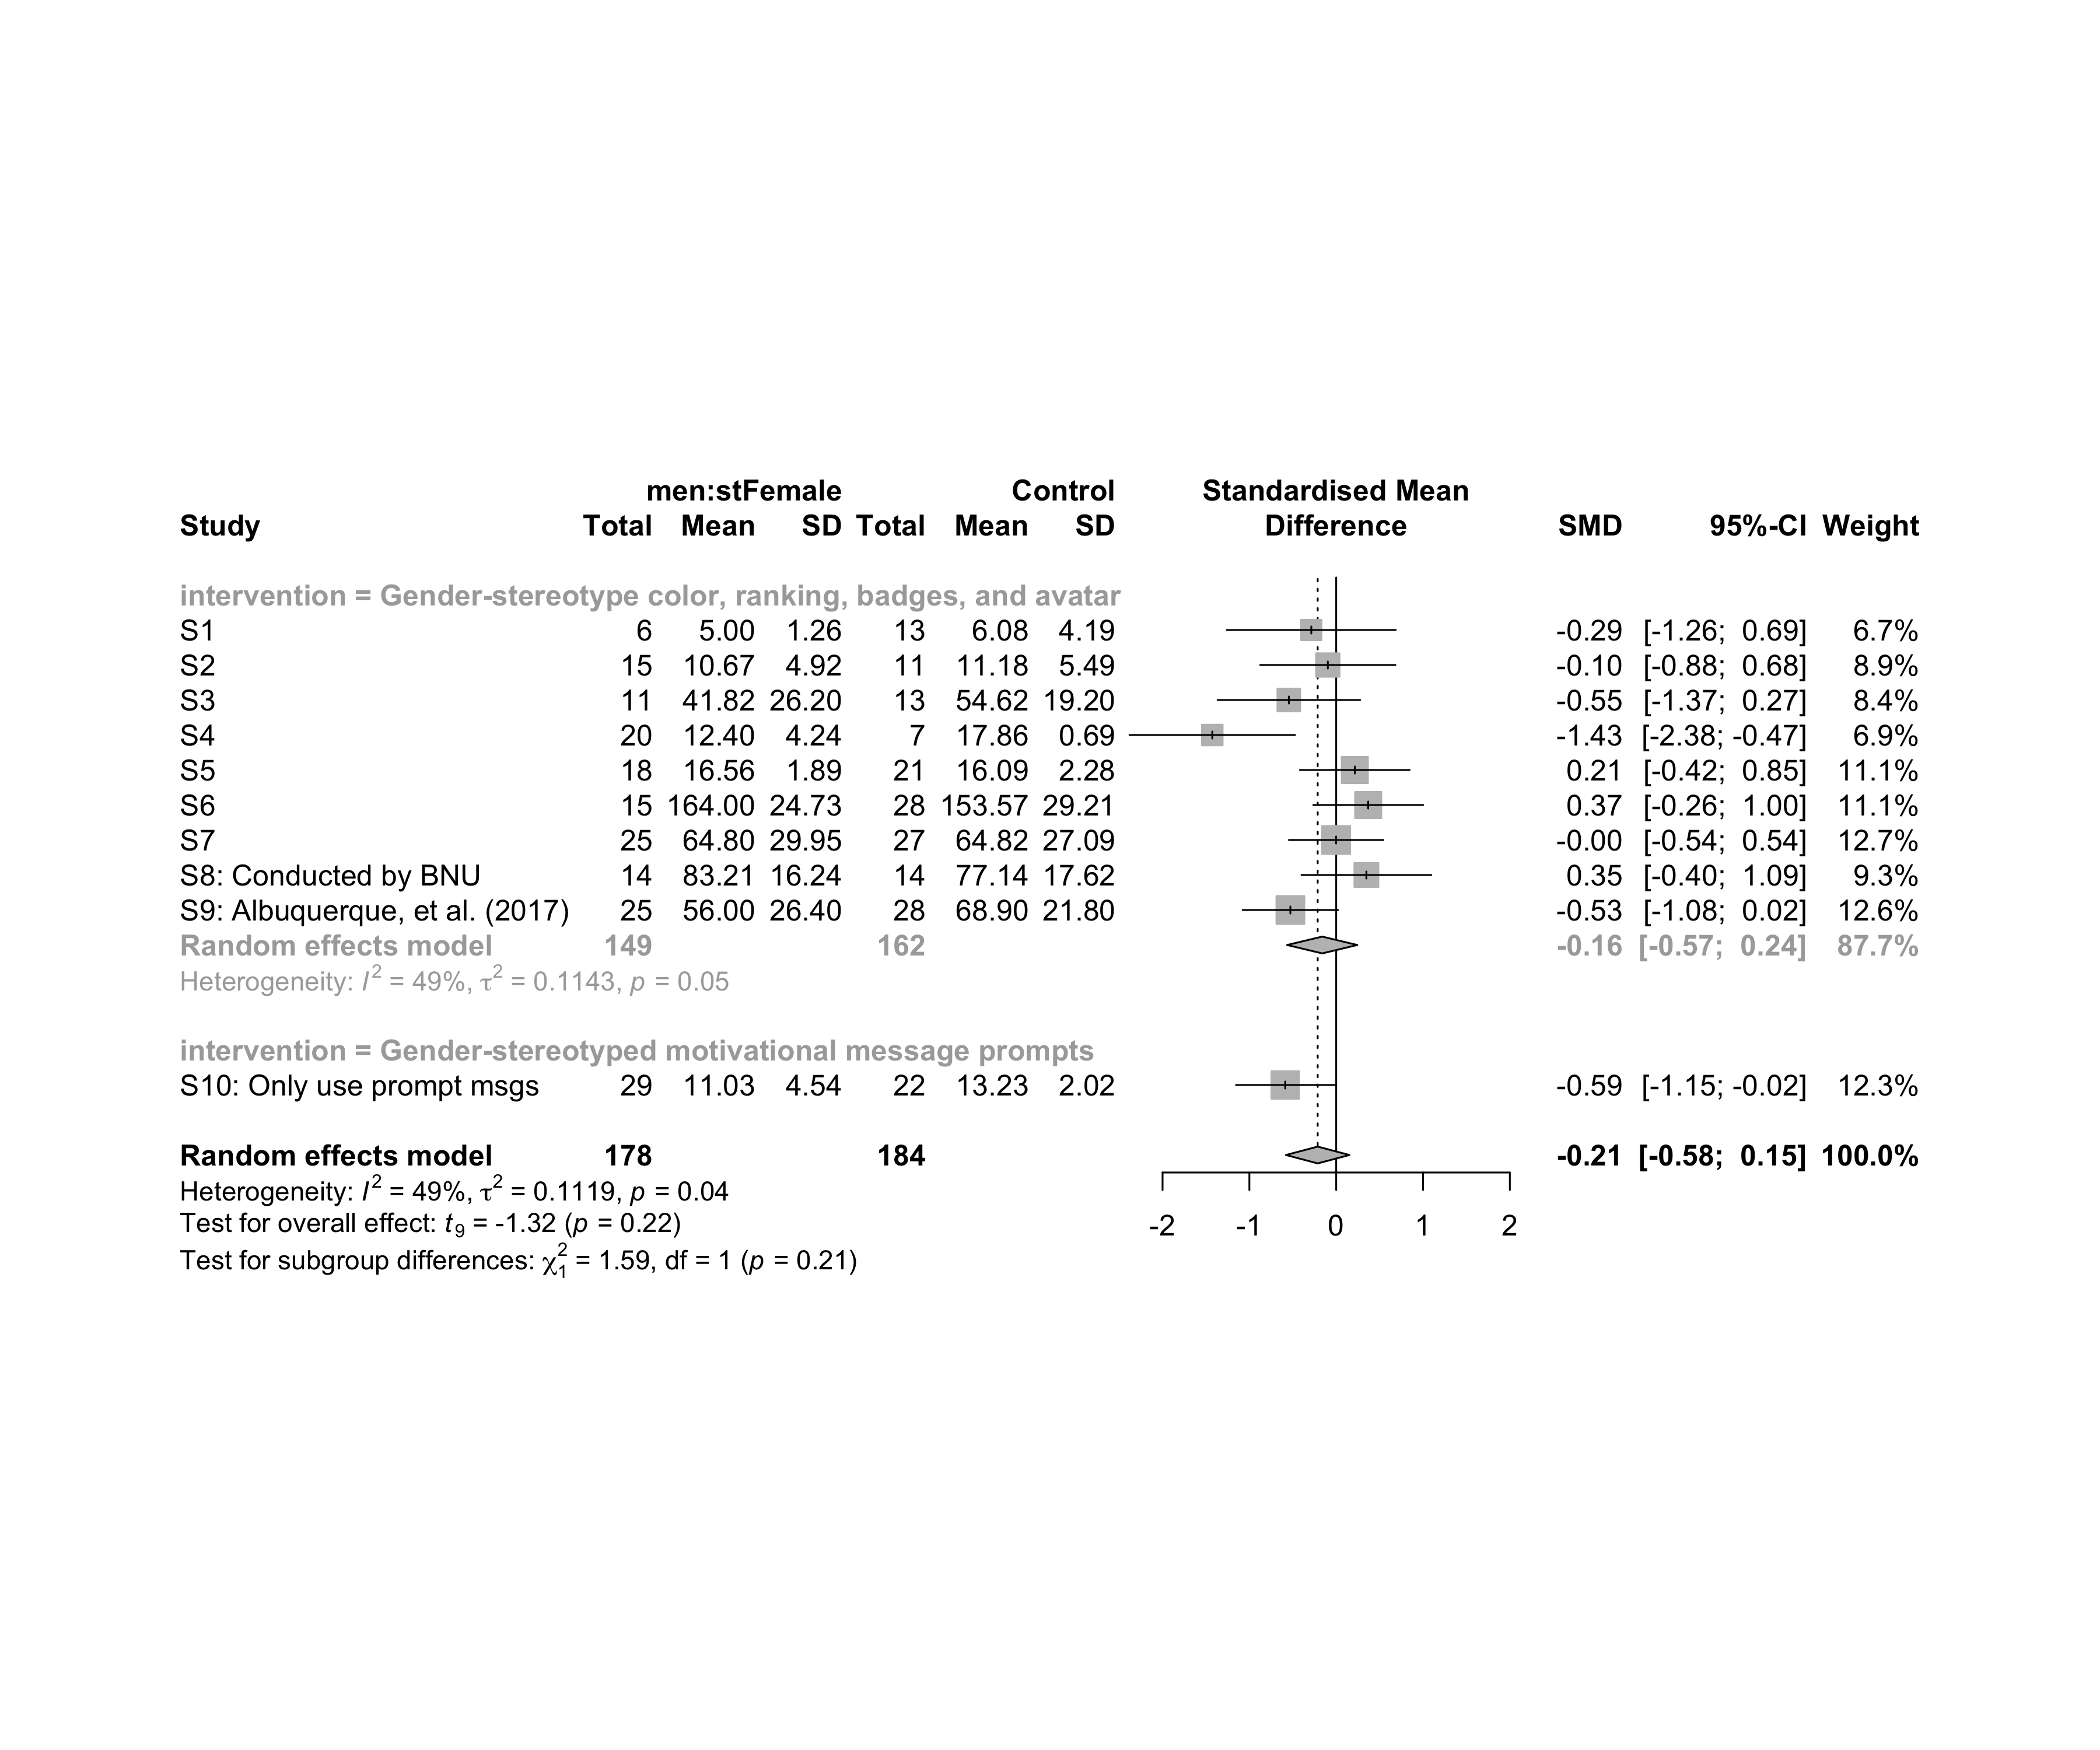 men:stFemale Control Standardised Mean
Study Total Mean SD Total Mean SD Difference SMD 95%-CI Weight
intervention = Gender-stereotype color, ranking, badges, and avatar
S1 6 5.00 1.26 13 6.08 4.19 -0.29 [-1.26; 0.69] 6.7%
S2 15 10.67 4.92 11 11.18 5.49 -0.10 [-0.88; 0.68] 8.9%
S3 11 41.82 26.20 13 54.62 19.20 -0.55 [-1.37; 0.27] 8.4%
S4 20 12.40 4.24 7 17.86 0.69 -1.43 [-2.38; -0.47] 6.9%
S5 18 16.56 1.89 21 16.09 2.28 0.21 [-0.42; 0.85] 11.1%
S6 15 164.00 24.73 28 153.57 29.21 0.37 [-0.26; 1.00] 11.1%
S7 25 64.80 29.95 27 64.82 27.09 -0.00 [-0.54; 0.54] 12.7%
S8: Conducted by BNU 14 83.21 16.24 14 77.14 17.62 0.35 [-0.40; 1.09] 9.3%
S9: Albuquerque, et al. (2017) 25 56.00 26.40 28 68.90 21.80 -0.53 [-1.08; 0.02] 12.6%
Random effects model 149 162 -0.16 [-0.57; 0.24] 87.7%
Heterogeneity: I² = 49%, τ² = 0.1143, p = 0.05
intervention = Gender-stereotyped motivational message prompts
S10: Only use prompt msgs 29 11.03 4.54 22 13.23 2.02 -0.59 [-1.15; -0.02] 12.3%
Random effects model 178 184 -0.21 [-0.58; 0.15] 100.0%
Heterogeneity: I² = 49%, τ² = 0.1119, p = 0.04
Test for overall effect: t₉ = -1.32 (p = 0.22)
-2 -1 0 1 2
Test for subgroup differences: χ²₁ = 1.59, df = 1 (p = 0.21)